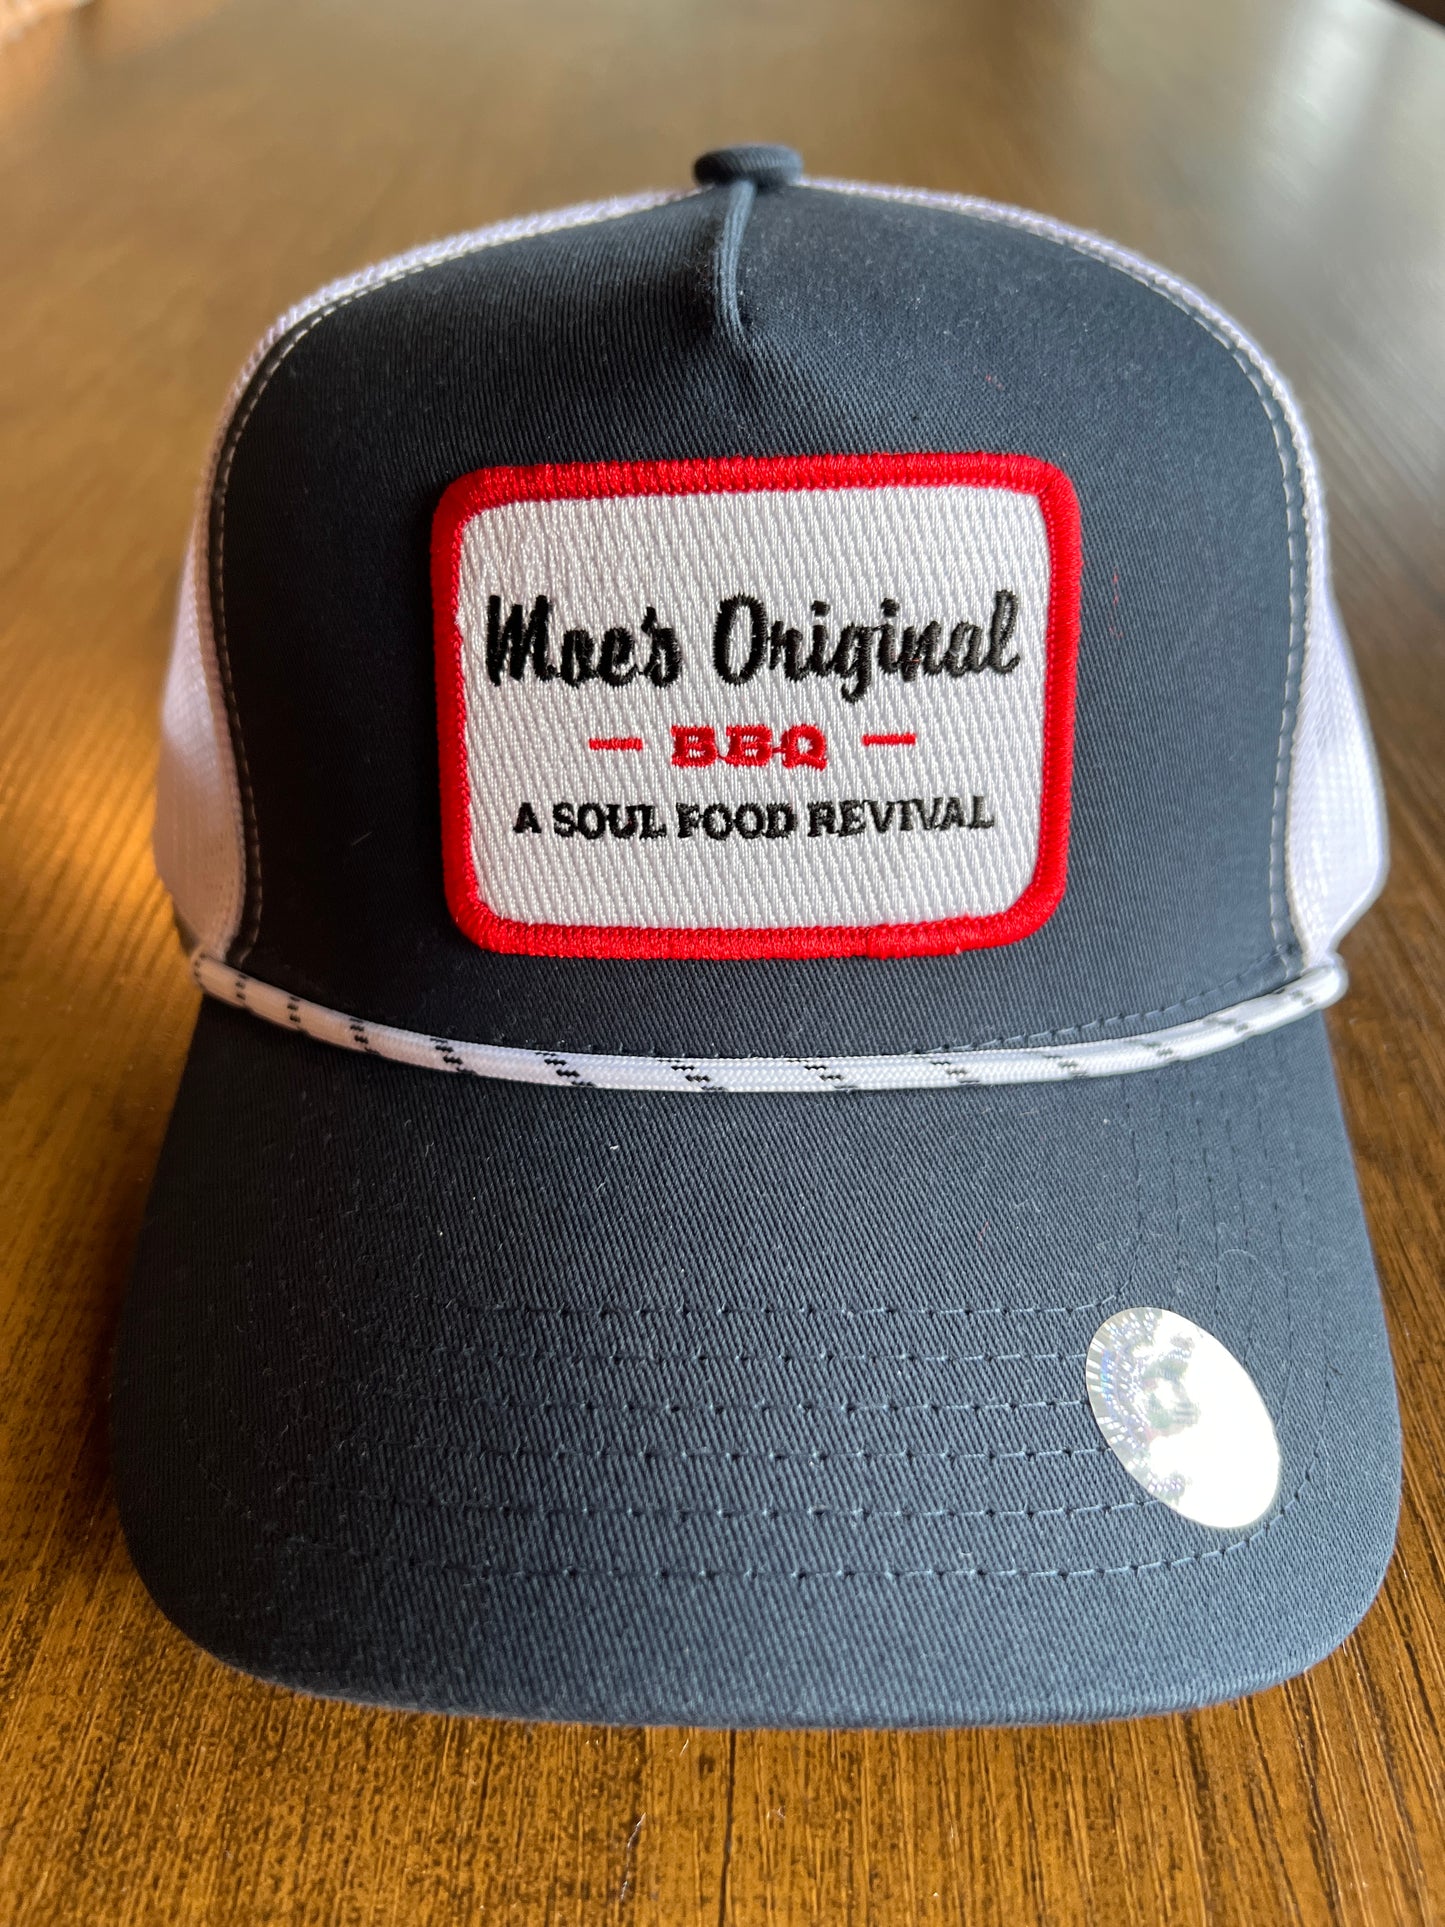 Moe's Original
— BBQ —
A SOUL FOOD REVIVAL